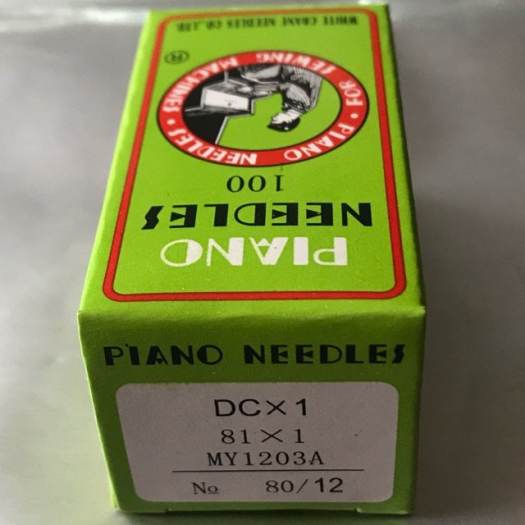 WHITE CRANE NEEDLES CO., LTD.
®
FOR SEWING MACHINES • PIANO NEEDLES •
100
PIANO
NEEDLES
PIANO NEEDLES
DC×1
81×1
MY1203A
No 80/12